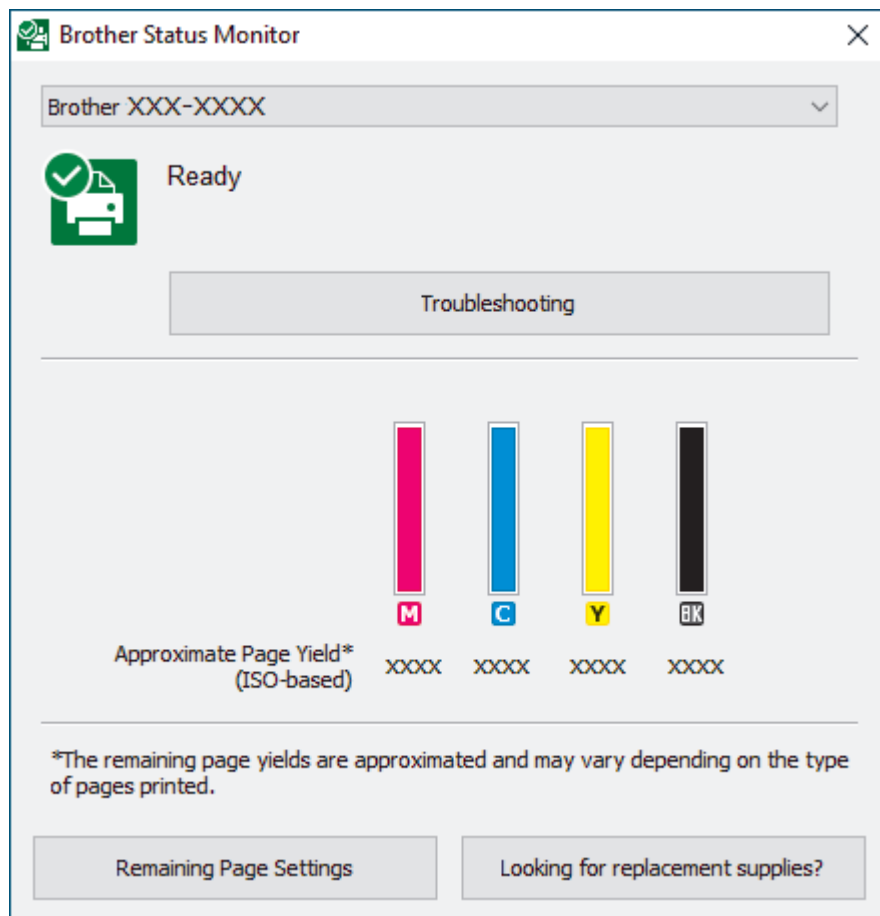 Brother Status Monitor
Brother XXX-XXXX
Ready
Troubleshooting
M C Y BK
Approximate Page Yield* XXXX XXXX XXXX XXXX
(ISO-based)
*The remaining page yields are approximated and may vary depending on the type
of pages printed.
Remaining Page Settings
Looking for replacement supplies?